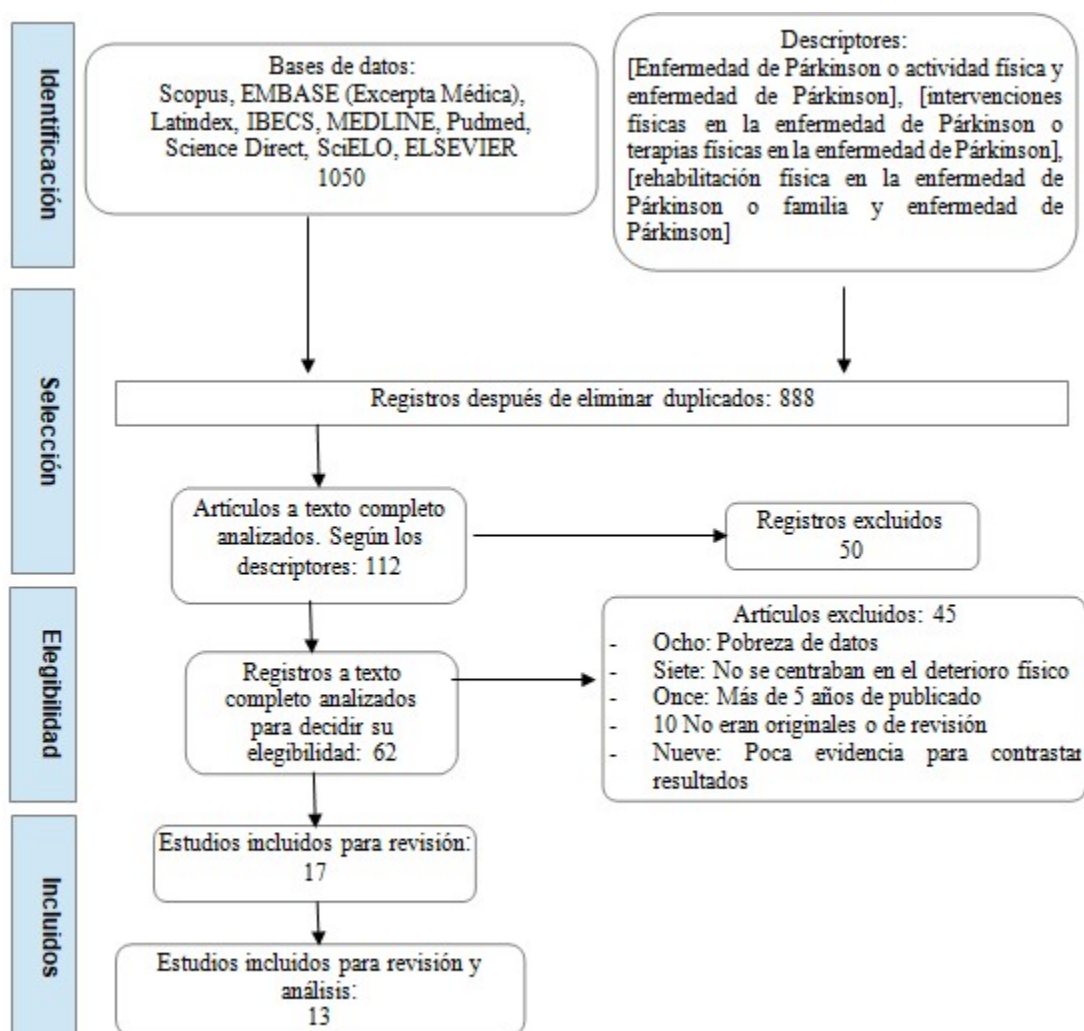 Identificación
Bases de datos:
Scopus, EMBASE (Excerpta Médica),
Latindex, IBECS, MEDLINE, Pudmed,
Science Direct, SciELO, ELSEVIER
1050
Descriptores:
[Enfermedad de Párkinson o actividad física y
enfermedad de Párkinson], [intervenciones
físicas en la enfermedad de Párkinson o
terapias físicas en la enfermedad de Párkinson],
[rehabilitación física en la enfermedad de
Párkinson o familia y enfermedad de
Párkinson]
Selección
Registros después de eliminar duplicados: 888
Artículos a texto completo
analizados. Según los
descriptores: 112
Registros excluidos
50
Elegibilidad
Registros a texto
completo analizados
para decidir su
elegibilidad: 62
Artículos excluidos: 45
- Ocho: Pobreza de datos
- Siete: No se centraban en el deterioro físico
- Once: Más de 5 años de publicado
- 10 No eran originales o de revisión
- Nueve: Poca evidencia para contrastar
resultados
Incluidos
Estudios incluidos para revisión:
17
Estudios incluidos para revisión y
análisis:
13